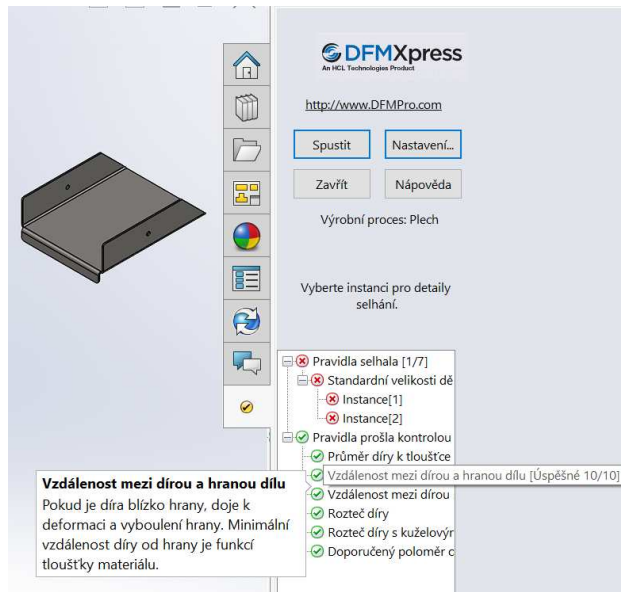 DFMXpress
An HCL Technologies Product
http://www.DFMPro.com
Spustit
Nastavení...
Zavřít
Nápověda
Výrobní proces: Plech
Vyberte instanci pro detaily
selhání.
Pravidla selhala [1/7]
Standardní velikosti dě
Instance[1]
Instance[2]
Pravidla prošla kontrolou
Průměr díry k tloušťce
Vzdálenost mezi dírou a hranou dílu [Úspěšné 10/10]
Vzdálenost mezi dírou
Rozteč díry
Rozteč díry s kuželovýr
Doporučený poloměr o
Vzdálenost mezi dírou a hranou dílu
Pokud je díra blízko hrany, doje k
deformaci a vyboulení hrany. Minimální
vzdálenost díry od hrany je funkcí
tloušťky materiálu.